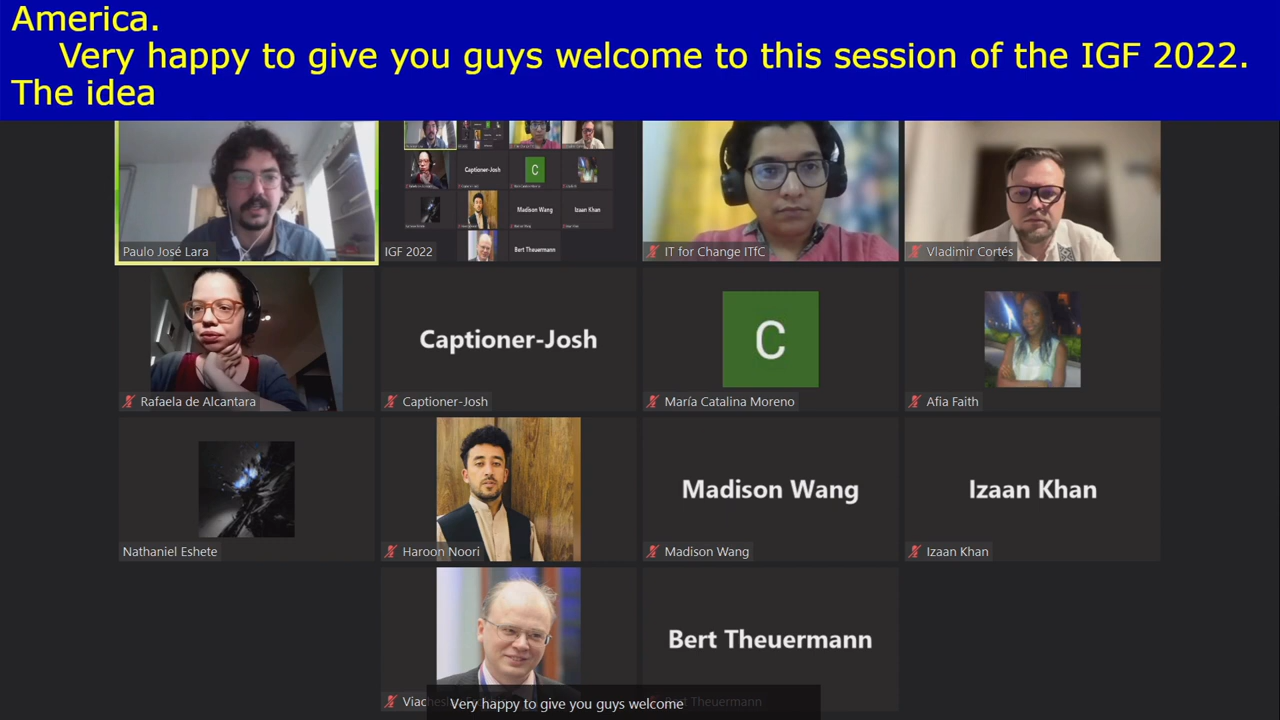 America.
Very happy to give you guys welcome to this session of the IGF 2022.
The idea
Paulo José Lara
IGF 2022
IT for Change ITfC
Vladimir Cortés
Captioner-Josh
C
Rafaela de Alcantara
Captioner-Josh
María Catalina Moreno
Afia Faith
Madison Wang
Izaan Khan
Nathaniel Eshete
Haroon Noori
Madison Wang
Izaan Khan
Bert Theuermann
Bert Theuermann
Very happy to give you guys welcome